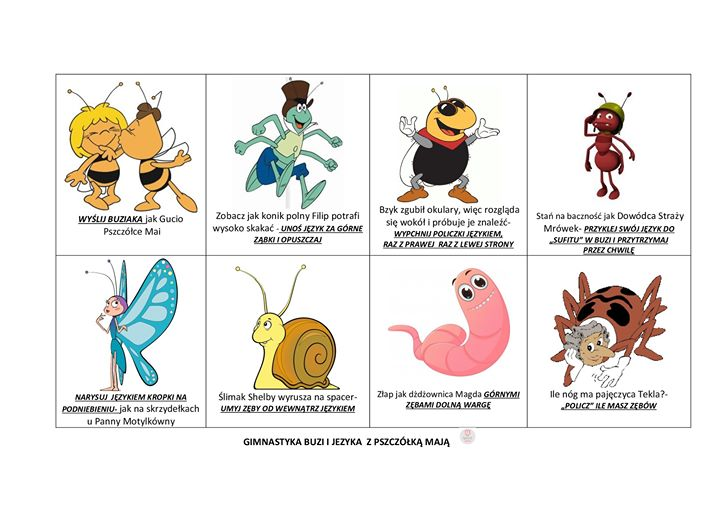 WYŚLIJ BUZIAKA jak Gucio
Pszczółce Mai
Zobacz jak konik polny Filip potrafi
wysoko skakać - UNOŚ JĘZYK ZA GÓRNE
ZĄBKI I OPUSZCZAJ
Bzyk zgubił okulary, więc rozgląda
się wokół i próbuje je znaleźć-
WYPCHNIJ POLICZKI JĘZYKIEM,
RAZ Z PRAWEJ RAZ Z LEWEJ STRONY
Stań na baczność jak Dowódca Straży
Mrówek- PRZYKLEJ SWÓJ JĘZYK DO
„SUFITU” W BUZI I PRZYTRZYMAJ
PRZEZ CHWILĘ
NARYSUJ JĘZYKIEM KROPKI NA
PODNIEBIENIU- jak na skrzydełkach
u Panny Motylkówny
Ślimak Shelby wyrusza na spacer-
UMYJ ZĘBY OD WEWNĄTRZ JĘZYKIEM
Złap jak dżdżownica Magda GÓRNYMI
ZĘBAMI DOLNĄ WARGĘ
Ile nóg ma pajęczyca Tekla?-
„POLICZ” ILE MASZ ZĘBÓW
GIMNASTYKA BUZI I JEZYKA Z PSZCZÓŁKĄ MAJĄ